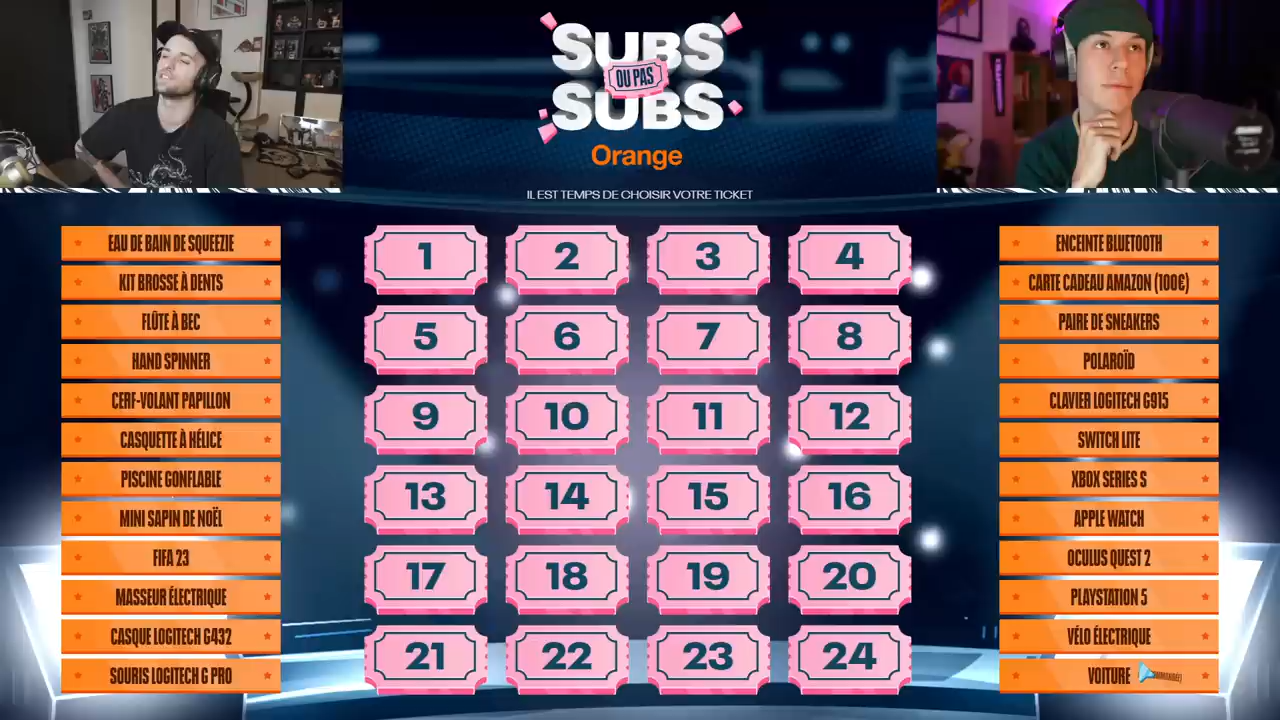 SUBS
OU PAS
SUBS
Orange
IL EST TEMPS DE CHOISIR VOTRE TICKET
EAU DE BAIN DE SQUEEZIE
KIT BROSSE À DENTS
FLÛTE À BEC
HAND SPINNER
CERF-VOLANT PAPILLON
CASQUETTE À HÉLICE
PISCINE GONFLABLE
MINI SAPIN DE NOËL
FIFA 23
MASSEUR ÉLECTRIQUE
CASQUE LOGITECH G432
SOURIS LOGITECH G PRO
1 2 3 4
5 6 7 8
9 10 11 12
13 14 15 16
17 18 19 20
21 22 23 24
ENCEINTE BLUETOOTH
CARTE CADEAU AMAZON (100€)
PAIRE DE SNEAKERS
POLAROÏD
CLAVIER LOGITECH G915
SWITCH LITE
XBOX SERIES S
APPLE WATCH
OCULUS QUEST 2
PLAYSTATION 5
VÉLO ÉLECTRIQUE
VOITURE